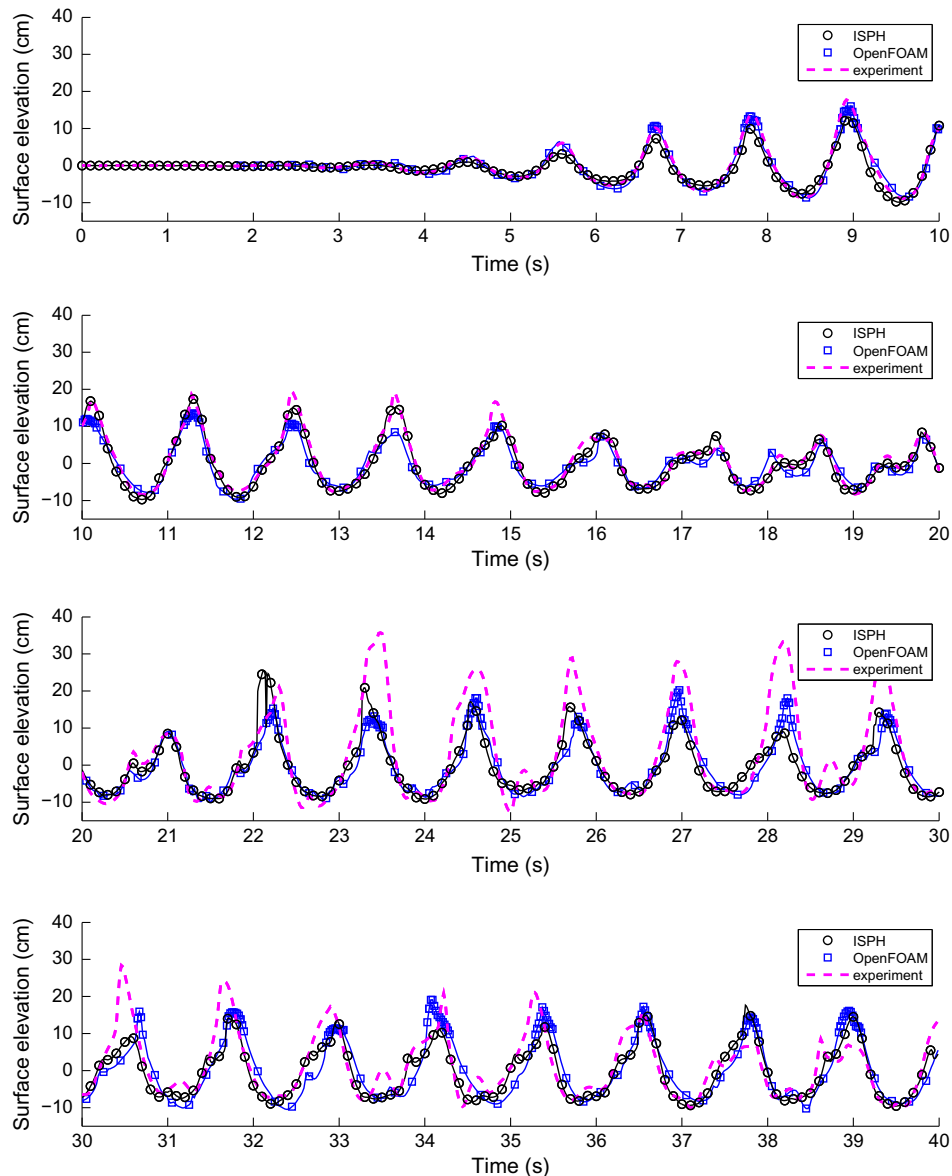 40
30
20
10
0
−10
Surface elevation (cm)
ISPH
OpenFOAM
experiment
0 1 2 3 4 5 6 7 8 9 10
Time (s)
40
30
20
10
0
−10
Surface elevation (cm)
ISPH
OpenFOAM
experiment
10 11 12 13 14 15 16 17 18 19 20
Time (s)
40
30
20
10
0
−10
Surface elevation (cm)
ISPH
OpenFOAM
experiment
20 21 22 23 24 25 26 27 28 29 30
Time (s)
40
30
20
10
0
−10
Surface elevation (cm)
ISPH
OpenFOAM
experiment
30 31 32 33 34 35 36 37 38 39 40
Time (s)